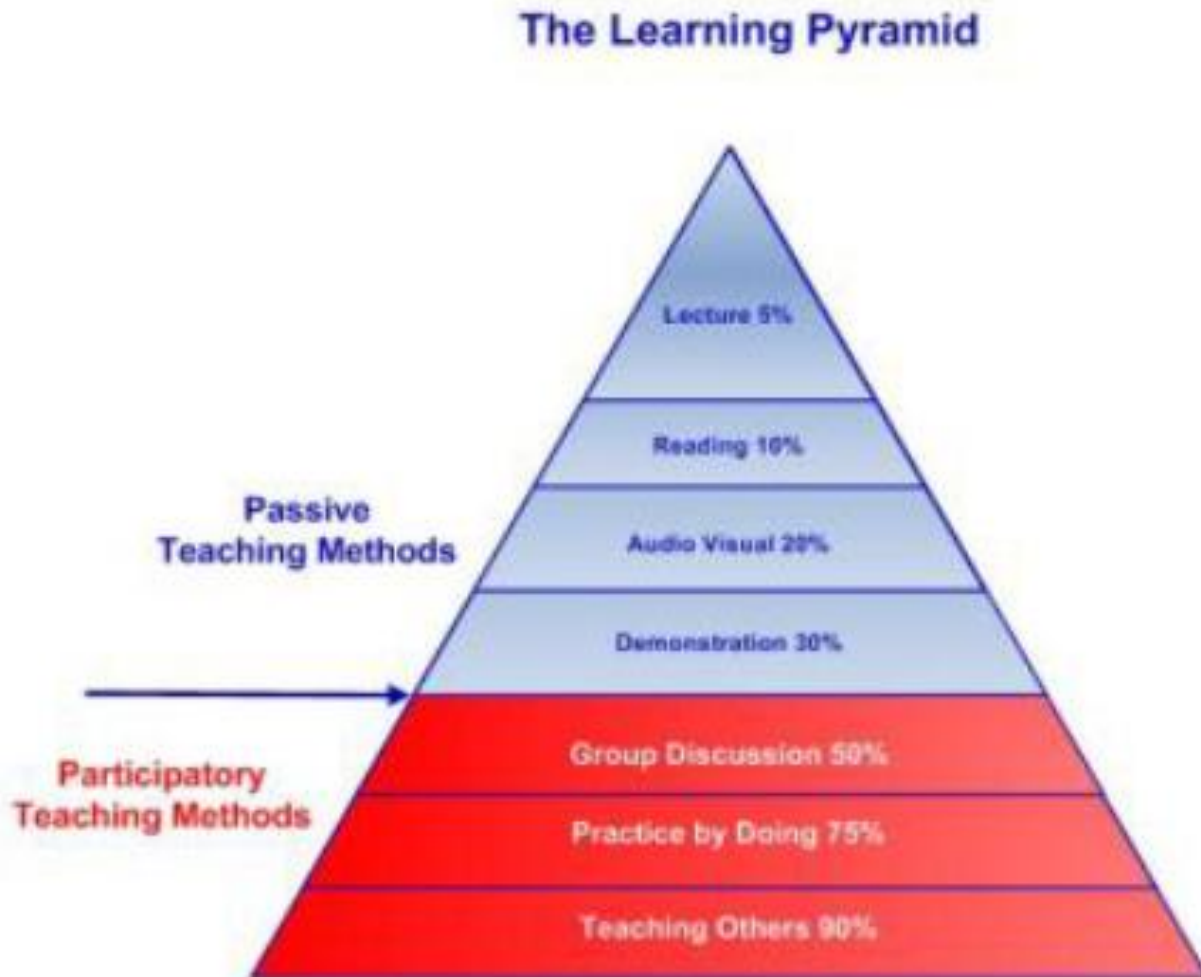 The Learning Pyramid
Lecture 5%
Reading 10%
Passive
Teaching Methods
Audio Visual 20%
Demonstration 30%
Participatory
Teaching Methods
Group Discussion 50%
Practice by Doing 75%
Teaching Others 90%